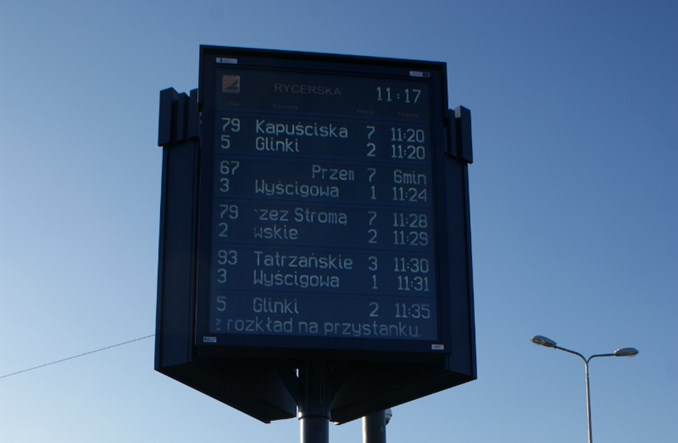 RYCERSKA 11:17
79 Kapuściska 7 11:20
5 Glinki 2 11:20
67 Przem 7 6min
3 Wyścigowa 1 11:24
79 rzez Stromą 7 11:28
2 wskie 2 11:29
93 Tatrzańskie 3 11:30
3 Wyścigowa 1 11:31
5 Glinki 2 11:35
z rozkład na przystanku.